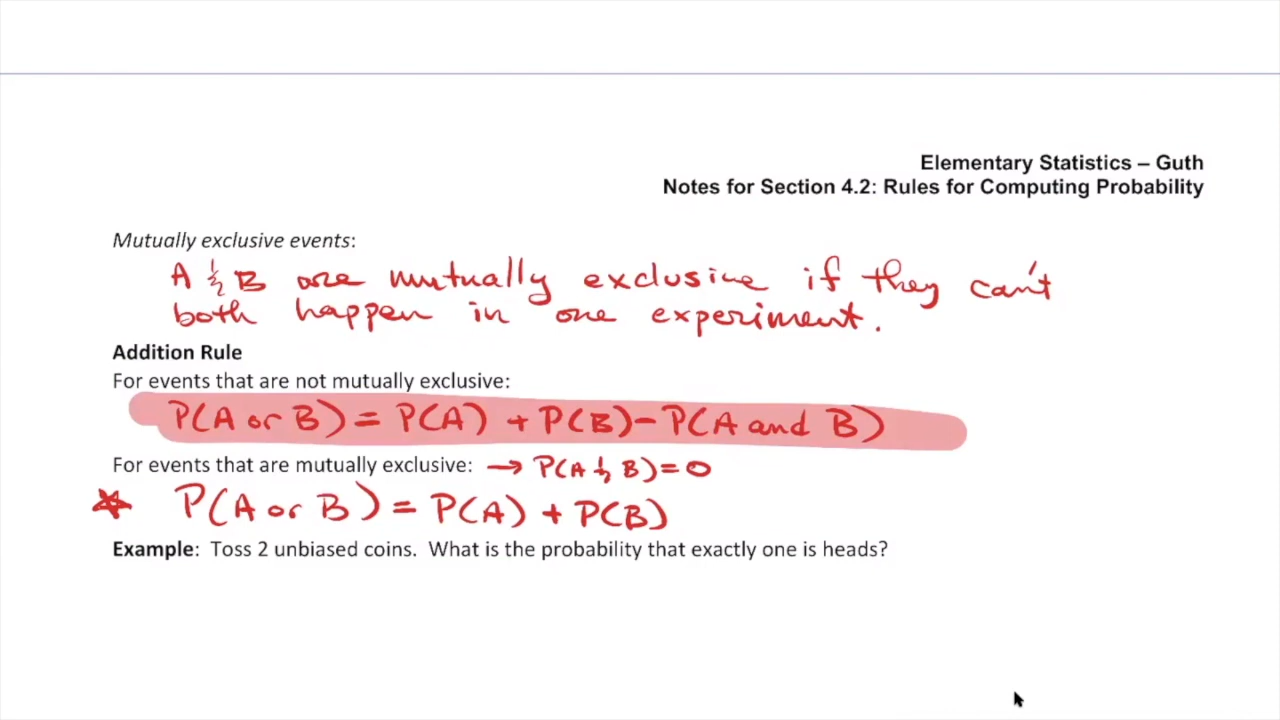 Elementary Statistics – Guth
Notes for Section 4.2: Rules for Computing Probability
Mutually exclusive events:
A & B are mutually exclusive if they can't
both happen in one experiment.
Addition Rule
For events that are not mutually exclusive:
P(A or B) = P(A) + P(B) - P(A and B)
For events that are mutually exclusive: → P(A & B) = 0
★ P(A or B) = P(A) + P(B)
Example: Toss 2 unbiased coins. What is the probability that exactly one is heads?